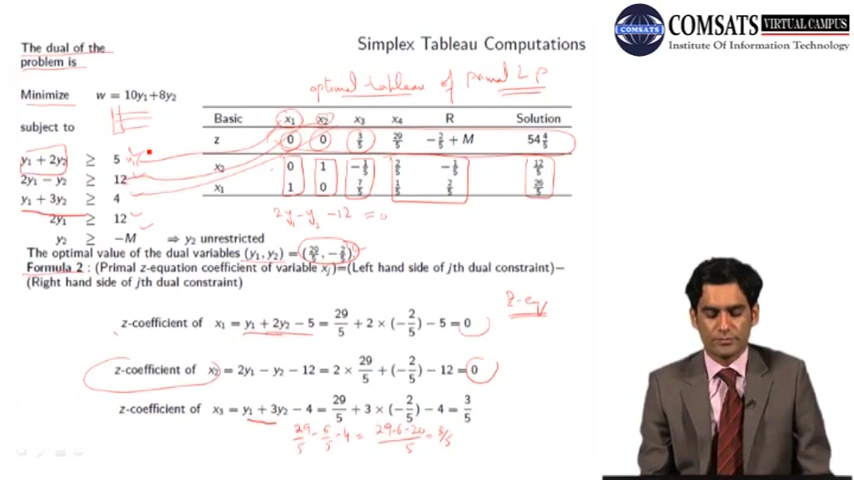 COMSATS VIRTUAL CAMPUS
Institute Of Information Technology
Simplex Tableau Computations
The dual of the
problem is
Minimize w = 10y₁+8y₂
subject to
y₁ + 2y₂ ≥ 5
2y₁ − y₂ ≥ 12
y₁ + 3y₂ ≥ 4
2y₁ ≥ 12
y₂ ≥ −M ⇒ y₂ unrestricted
optimal tableau of primal LP
Basic x₁ x₂ x₃ x₄ R Solution
z 0 0 3/5 29/5 −2/5 + M 54 4/5
x₂ 0 1 −1/5 2/5 −1/5 12/5
x₁ 1 0 7/5 1/5 2/5 26/5
2y₁ − y₂ − 12 = 0
The optimal value of the dual variables (y₁, y₂) = (29/5, −2/5)
Formula 2 : (Primal z-equation coefficient of variable xⱼ)=(Left hand side of jth dual constraint)−
(Right hand side of jth dual constraint)
z-eq
z-coefficient of x₁ = y₁ + 2y₂ − 5 = 29/5 + 2 × (−2/5) − 5 = 0
z-coefficient of x₂ = 2y₁ − y₂ − 12 = 2 × 29/5 + (−2/5) − 12 = 0
z-coefficient of x₃ = y₁ + 3y₂ − 4 = 29/5 + 3 × (−2/5) − 4 = 3/5
29/5 − 6/5 − 4 = 29-6-20/5 = 3/5